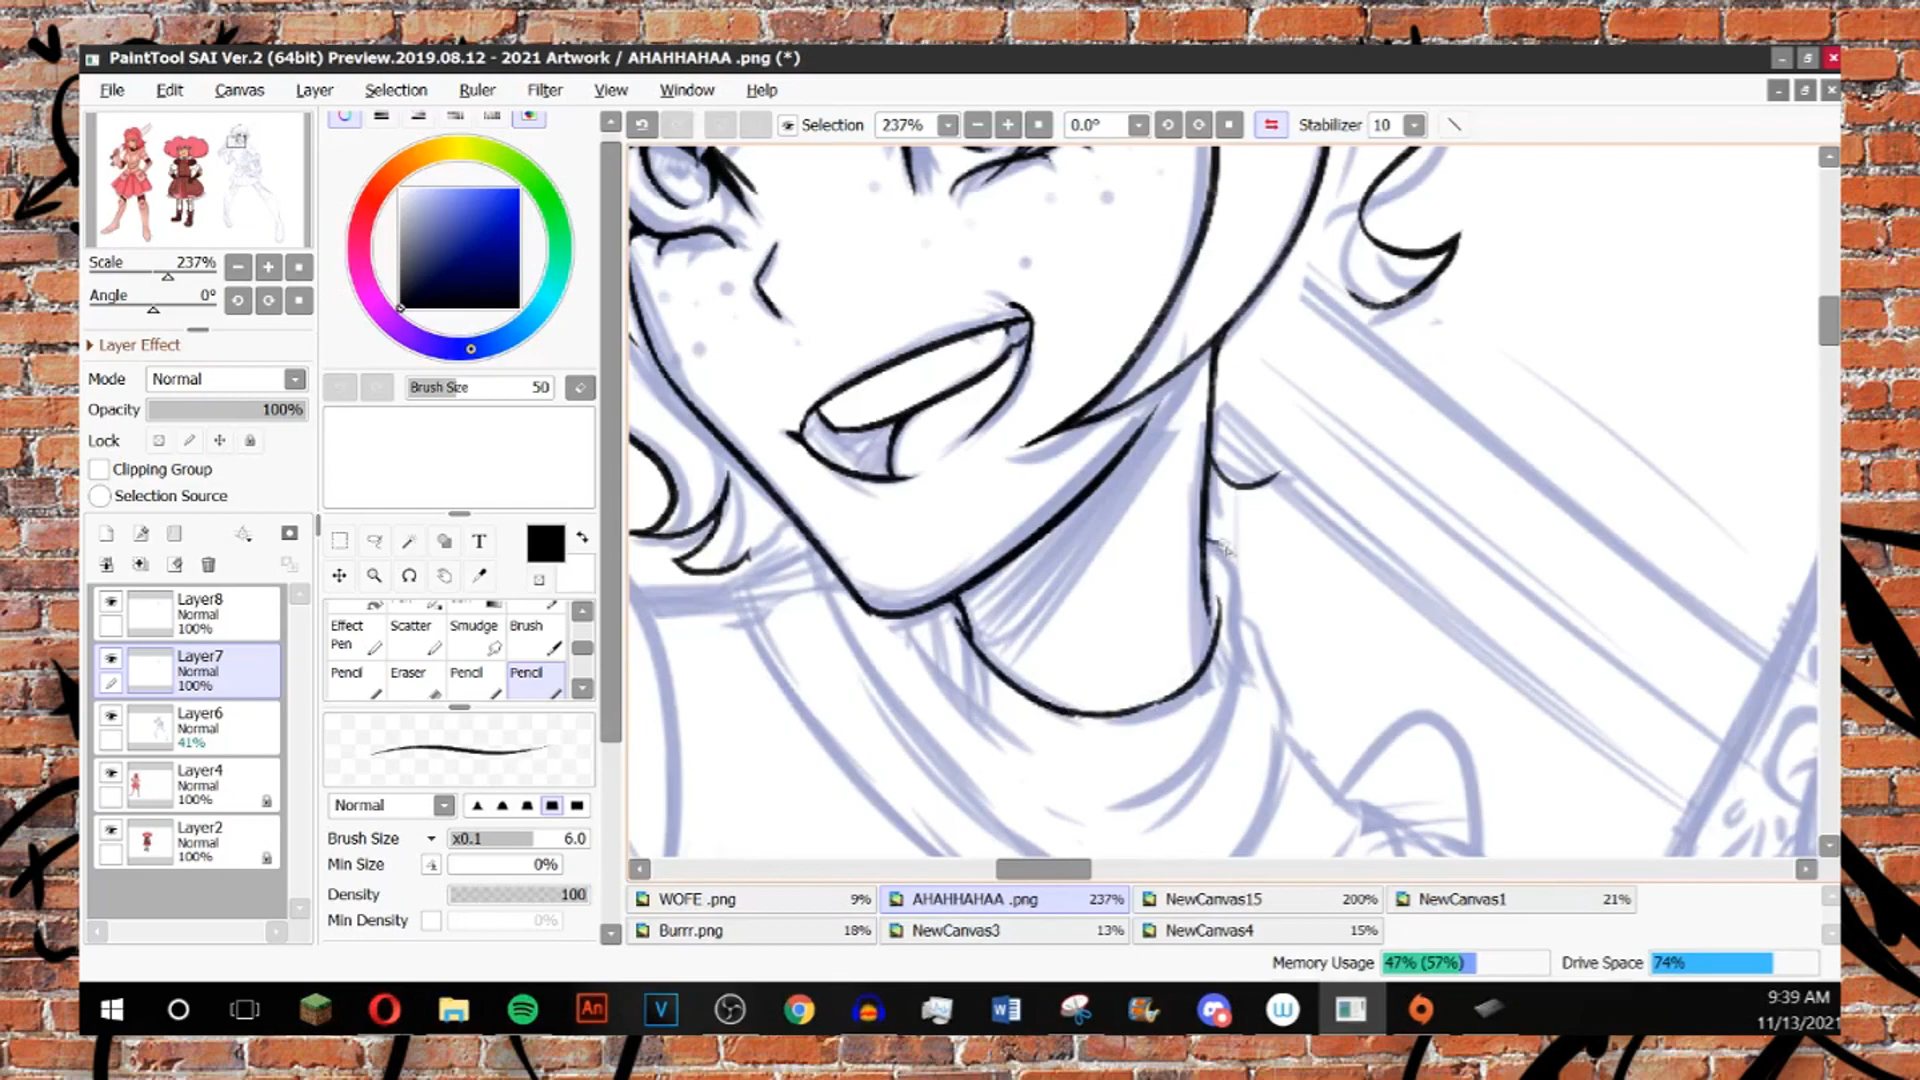 PaintTool SAI Ver.2 (64bit) Preview.2019.08.12 - 2021 Artwork / AHAHHAHAA .png (*)
File Edit Canvas Layer Selection Ruler Filter View Window Help
Selection 237% 0.0° Stabilizer 10
Scale 237%
Angle 0°
Layer Effect
Mode Normal
Opacity 100%
Lock
Clipping Group
Selection Source
Layer8
Normal
100%
Layer7
Normal
100%
Layer6
Normal
41%
Layer4
Normal
100%
Layer2
Normal
100%
Brush Size 50
T
Effect Pen
Scatter
Smudge
Brush
Pencil
Eraser
Pencil
Pencil
Normal
Brush Size x0.1 6.0
Min Size 0%
Density 100
Min Density 0%
WOFE .png 9%
AHAHHAHAA .png 237%
NewCanvas15 200%
NewCanvas1 21%
Burrr.png 18%
NewCanvas3 13%
NewCanvas4 15%
Memory Usage 47% (57%) Drive Space 74%
An
V
W
9:39 AM
11/13/2021